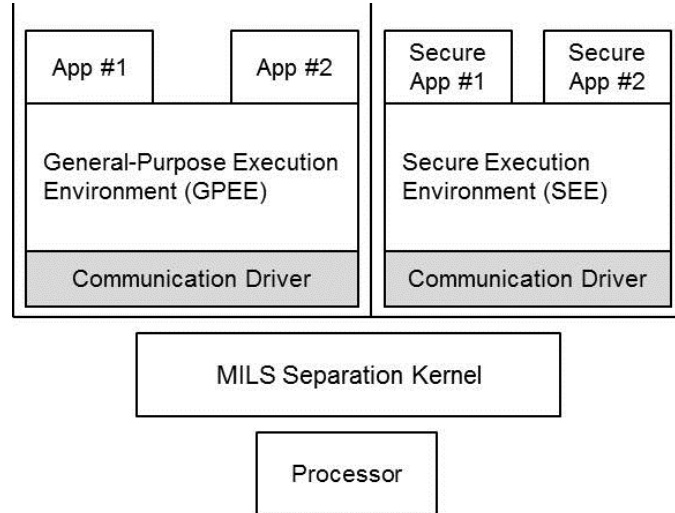 App #1
App #2
Secure
App #1
Secure
App #2
General-Purpose Execution
Environment (GPEE)
Secure Execution
Environment (SEE)
Communication Driver
Communication Driver
MILS Separation Kernel
Processor